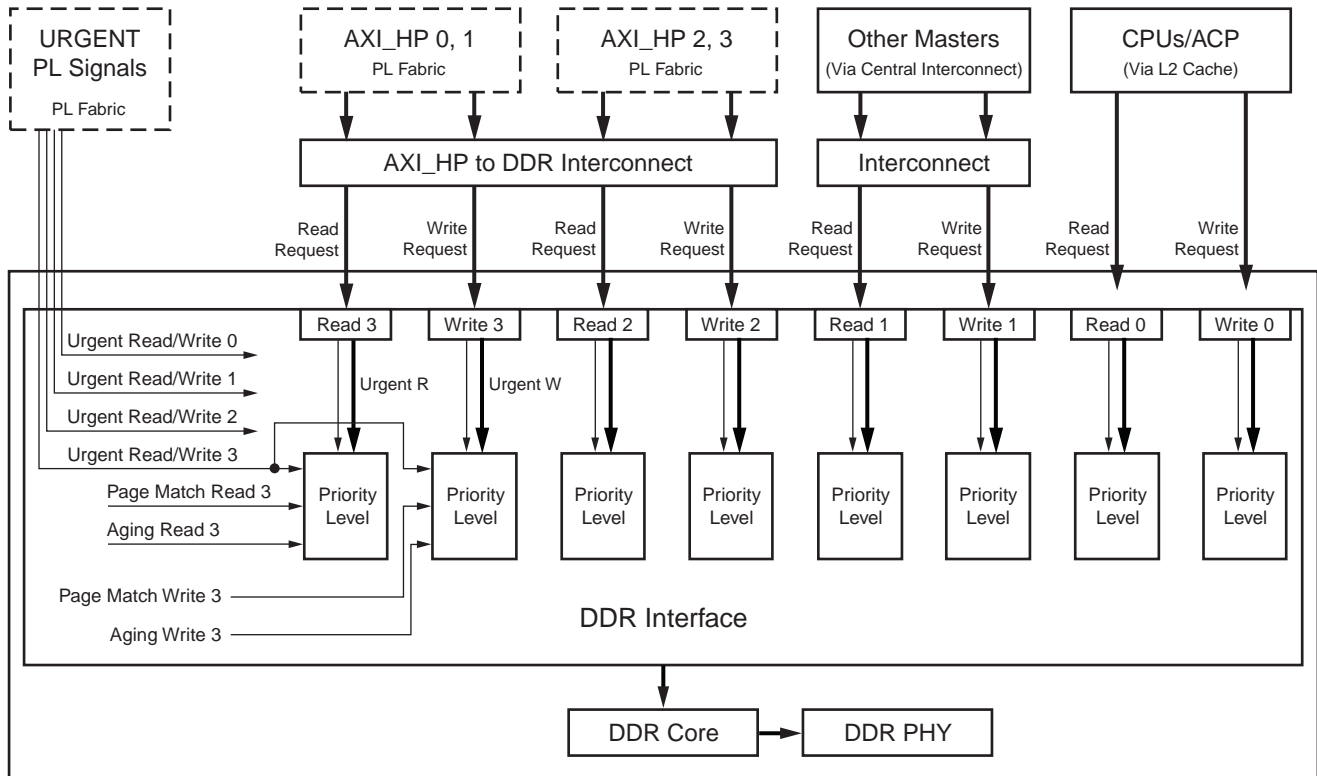 URGENT
PL Signals
PL Fabric
AXI_HP 0, 1
PL Fabric
AXI_HP 2, 3
PL Fabric
Other Masters
(Via Central Interconnect)
CPUs/ACP
(Via L2 Cache)
AXI_HP to DDR Interconnect
Interconnect
Read
Request
Write
Request
Read
Request
Write
Request
Read
Request
Write
Request
Read
Request
Write
Request
Read 3
Write 3
Read 2
Write 2
Read 1
Write 1
Read 0
Write 0
Urgent Read/Write 0
Urgent Read/Write 1
Urgent Read/Write 2
Urgent Read/Write 3
Urgent R
Urgent W
Page Match Read 3
Aging Read 3
Priority
Level
Priority
Level
Priority
Level
Priority
Level
Priority
Level
Priority
Level
Priority
Level
Priority
Level
Page Match Write 3
Aging Write 3
DDR Interface
DDR Core
DDR PHY